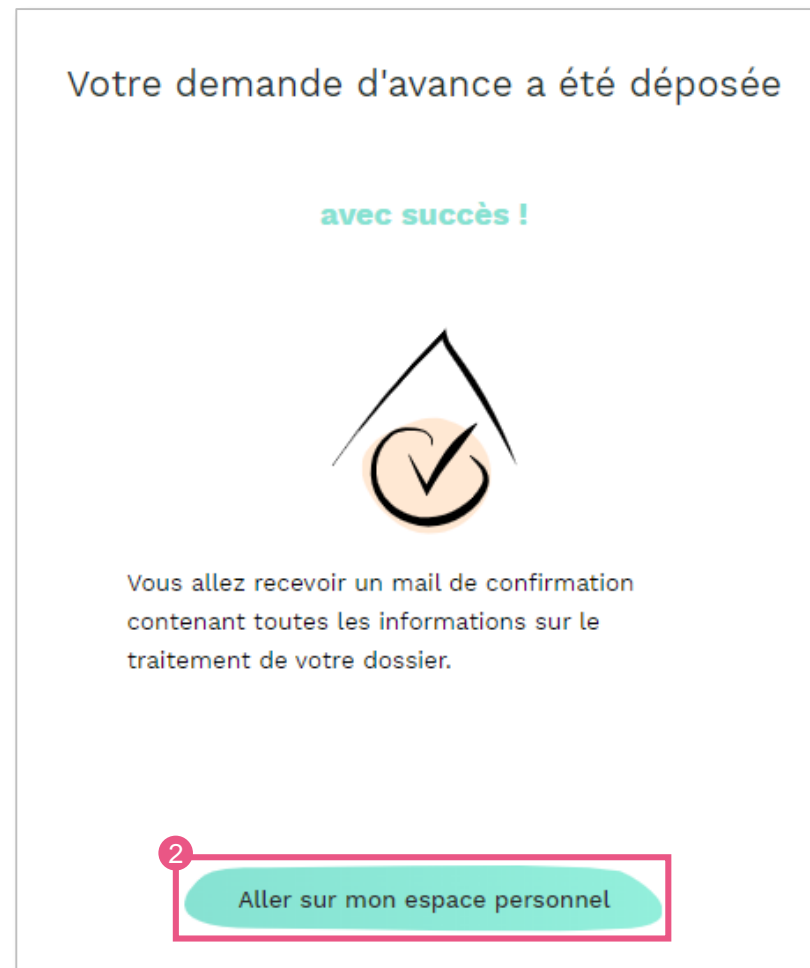 Votre demande d'avance a été déposée
avec succès !
Vous allez recevoir un mail de confirmation
contenant toutes les informations sur le
traitement de votre dossier.
2
Aller sur mon espace personnel